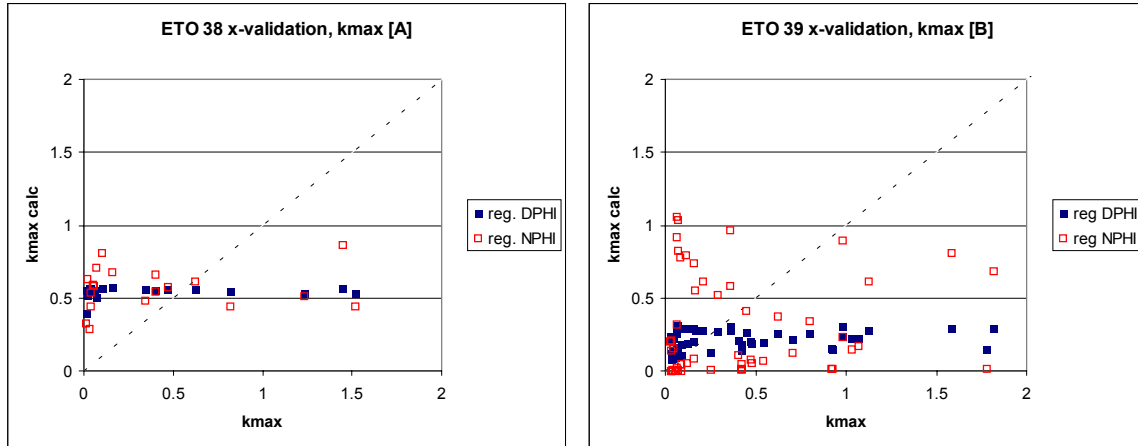 ETO 38 x-validation, kmax [A]
2
1.5
1
0.5
0
0 0.5 1 1.5 2
kmax calc
kmax
reg. DPHI
reg. NPHI
ETO 39 x-validation, kmax [B]
2
1.5
1
0.5
0
0 0.5 1 1.5 2
kmax calc
kmax
reg DPHI
reg NPHI